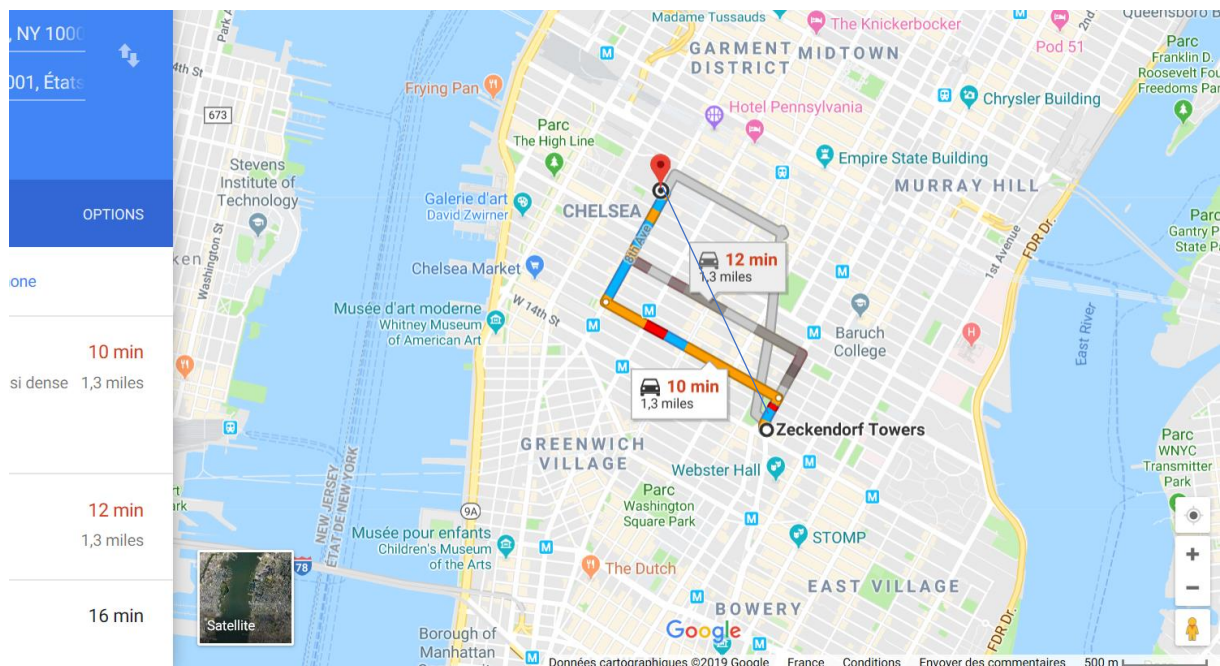 , NY 1000
001, États
OPTIONS
one
10 min
si dense 1,3 miles
12 min
1,3 miles
16 min
Satellite
Park A
4th St
673
Stevens
Institute of
Technology
Washington St
ken
NEW JERSEY
ÉTAT DE NEW YORK
78
9A
Frying Pan
Parc
The High Line
Galerie d'art
David Zwirner
CHELSEA
Chelsea Market
W 14th St
8th Ave
Musée d'art moderne
Whitney Museum
of American Art
Madame Tussauds
The Knickerbocker
GARMENT
DISTRICT
MIDTOWN
Hotel Pennsylvania
Empire State Building
Chrysler Building
MURRAY HILL
Pod 51
2nd
Queensboro B
Parc
Franklin D.
Roosevelt Fou
Freedoms Par
1st Avenue
FDR Dr.
Parc
Gantry P
State P
East River
H
12 min
1,3 miles
Baruch
College
10 min
1,3 miles
Zeckendorf Towers
GREENWICH
VILLAGE
Webster Hall
Parc
Washington
Square Park
Musée pour enfants
Children's Museum
of the Arts
The Dutch
STOMP
EAST VILLAGE
BOWERY
Parc
WNYC
Transmitter
Park
FDR Dr.
Borough of
Manhattan
Google
Données cartographiques ©2019 Google France Conditions Envoyer des commentaires 500 m